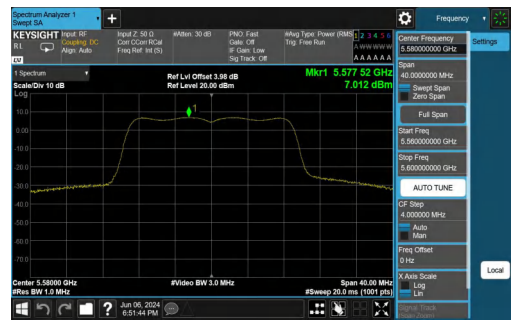 Spectrum Analyzer 1
Swept SA
+
Frequency
KEYSIGHT
Input: RF
Coupling: DC
Align: Auto
Input Z: 50 Ω
Corr CCorr RCal
Freq Ref: Int (S)
#Atten: 30 dB
PNO: Fast
Gate: Off
IF Gain: Low
Sig Track: Off
#Avg Type: Power (RMS
Trig: Free Run
1 2 3 4 5 6
A W W W W W
A A A A A A
LV
1 Spectrum
Scale/Div 10 dB
Ref Lvl Offset 3.98 dB
Ref Level 20.00 dBm
Mkr1 5.577 52 GHz
7.012 dBm
Log
1
10.0
0.00
-10.0
-20.0
-30.0
-40.0
-50.0
-60.0
-70.0
Center 5.58000 GHz
#Res BW 1.0 MHz
#Video BW 3.0 MHz
Span 40.00 MHz
#Sweep 20.0 ms (1001 pts)
Center Frequency
5.580000000 GHz
Settings
Span
40.0000000 MHz
Swept Span
Zero Span
Full Span
Start Freq
5.560000000 GHz
Stop Freq
5.600000000 GHz
AUTO TUNE
CF Step
4.000000 MHz
Auto
Man
Freq Offset
0 Hz
X Axis Scale
Log
Lin
Signal Track
Local
?
Jun 06, 2024
6:51:44 PM